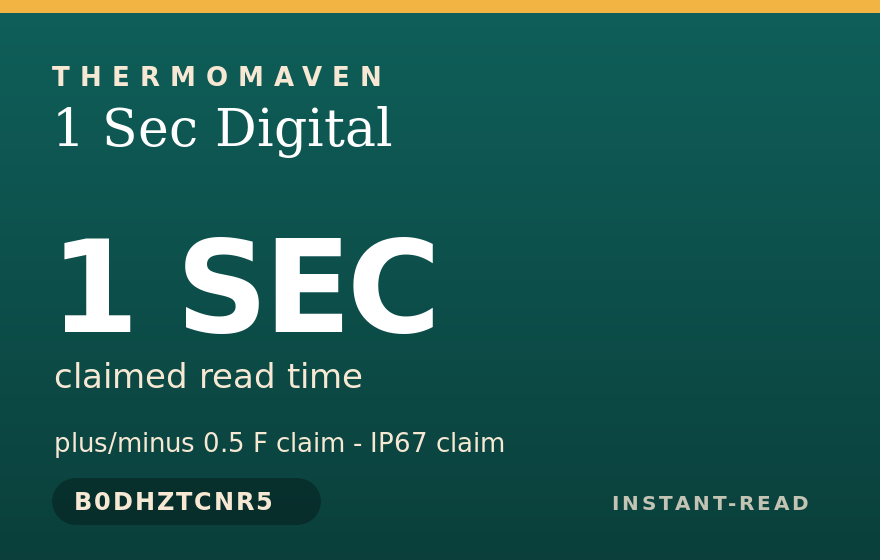 THERMOMAVEN
1 Sec Digital
1 SEC
claimed read time
plus/minus 0.5 F claim - IP67 claim
B0DHZTCNR5
INSTANT-READ